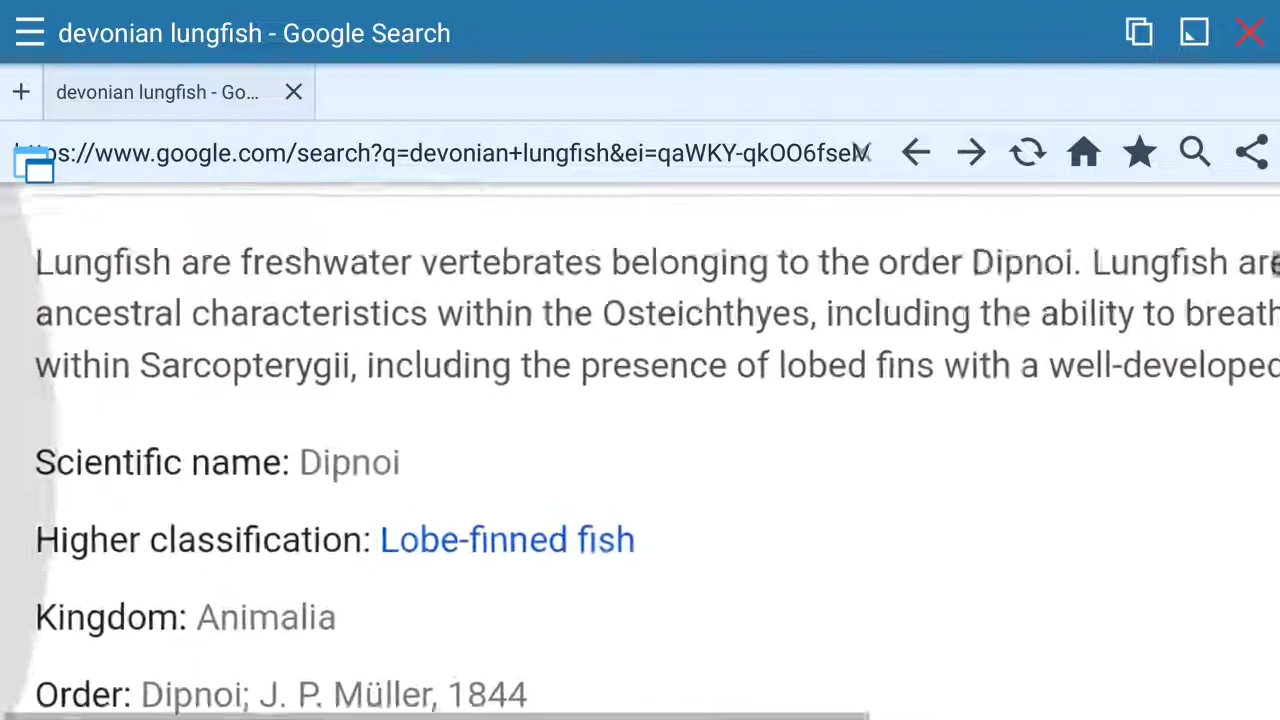 devonian lungfish - Google Search
devonian lungfish - Go...
https://www.google.com/search?q=devonian+lungfish&ei=qaWKY-qkOO6fseM
Lungfish are freshwater vertebrates belonging to the order Dipnoi. Lungfish are
ancestral characteristics within the Osteichthyes, including the ability to breath
within Sarcopterygii, including the presence of lobed fins with a well-developed
Scientific name: Dipnoi
Higher classification: Lobe-finned fish
Kingdom: Animalia
Order: Dipnoi; J. P. Müller, 1844